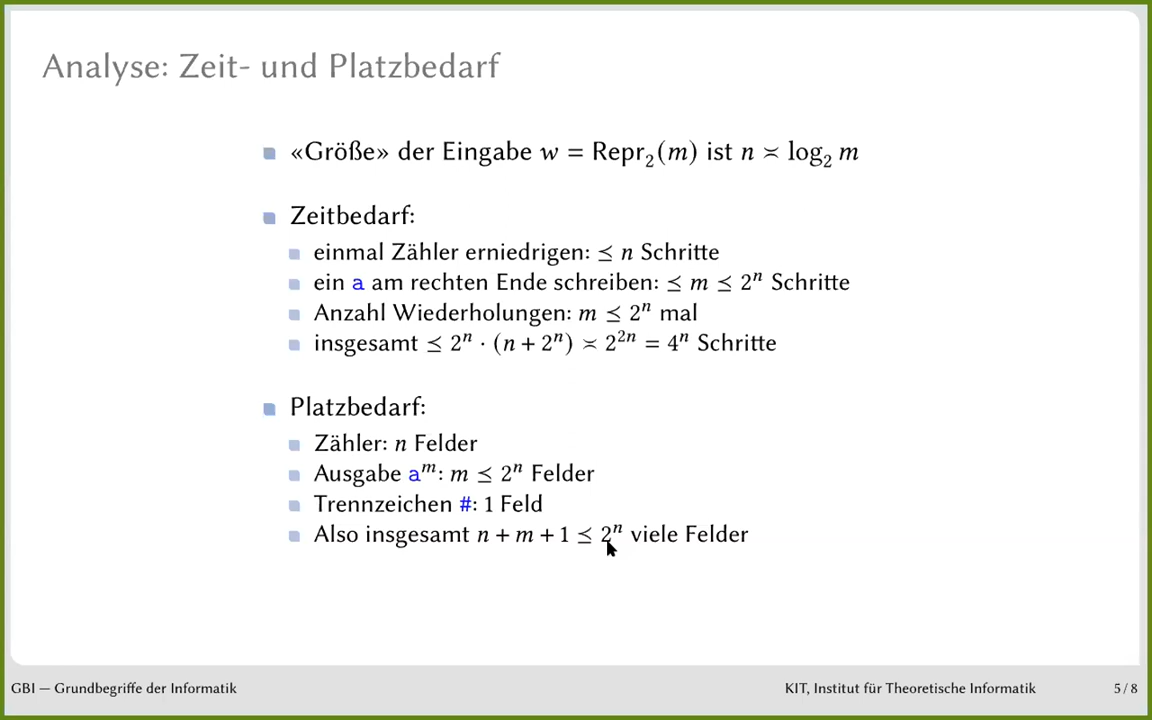 Analyse: Zeit- und Platzbedarf
«Größe» der Eingabe w = Repr₂(m) ist n ≍ log₂ m
Zeitbedarf:
einmal Zähler erniedrigen: ⪯ n Schritte
ein a am rechten Ende schreiben: ⪯ m ⪯ 2ⁿ Schritte
Anzahl Wiederholungen: m ⪯ 2ⁿ mal
insgesamt ⪯ 2ⁿ · (n + 2ⁿ) ≍ 2²ⁿ = 4ⁿ Schritte
Platzbedarf:
Zähler: n Felder
Ausgabe aᵐ: m ⪯ 2ⁿ Felder
Trennzeichen #: 1 Feld
Also insgesamt n + m + 1 ⪯ 2ⁿ viele Felder
GBI — Grundbegriffe der Informatik KIT, Institut für Theoretische Informatik 5 / 8